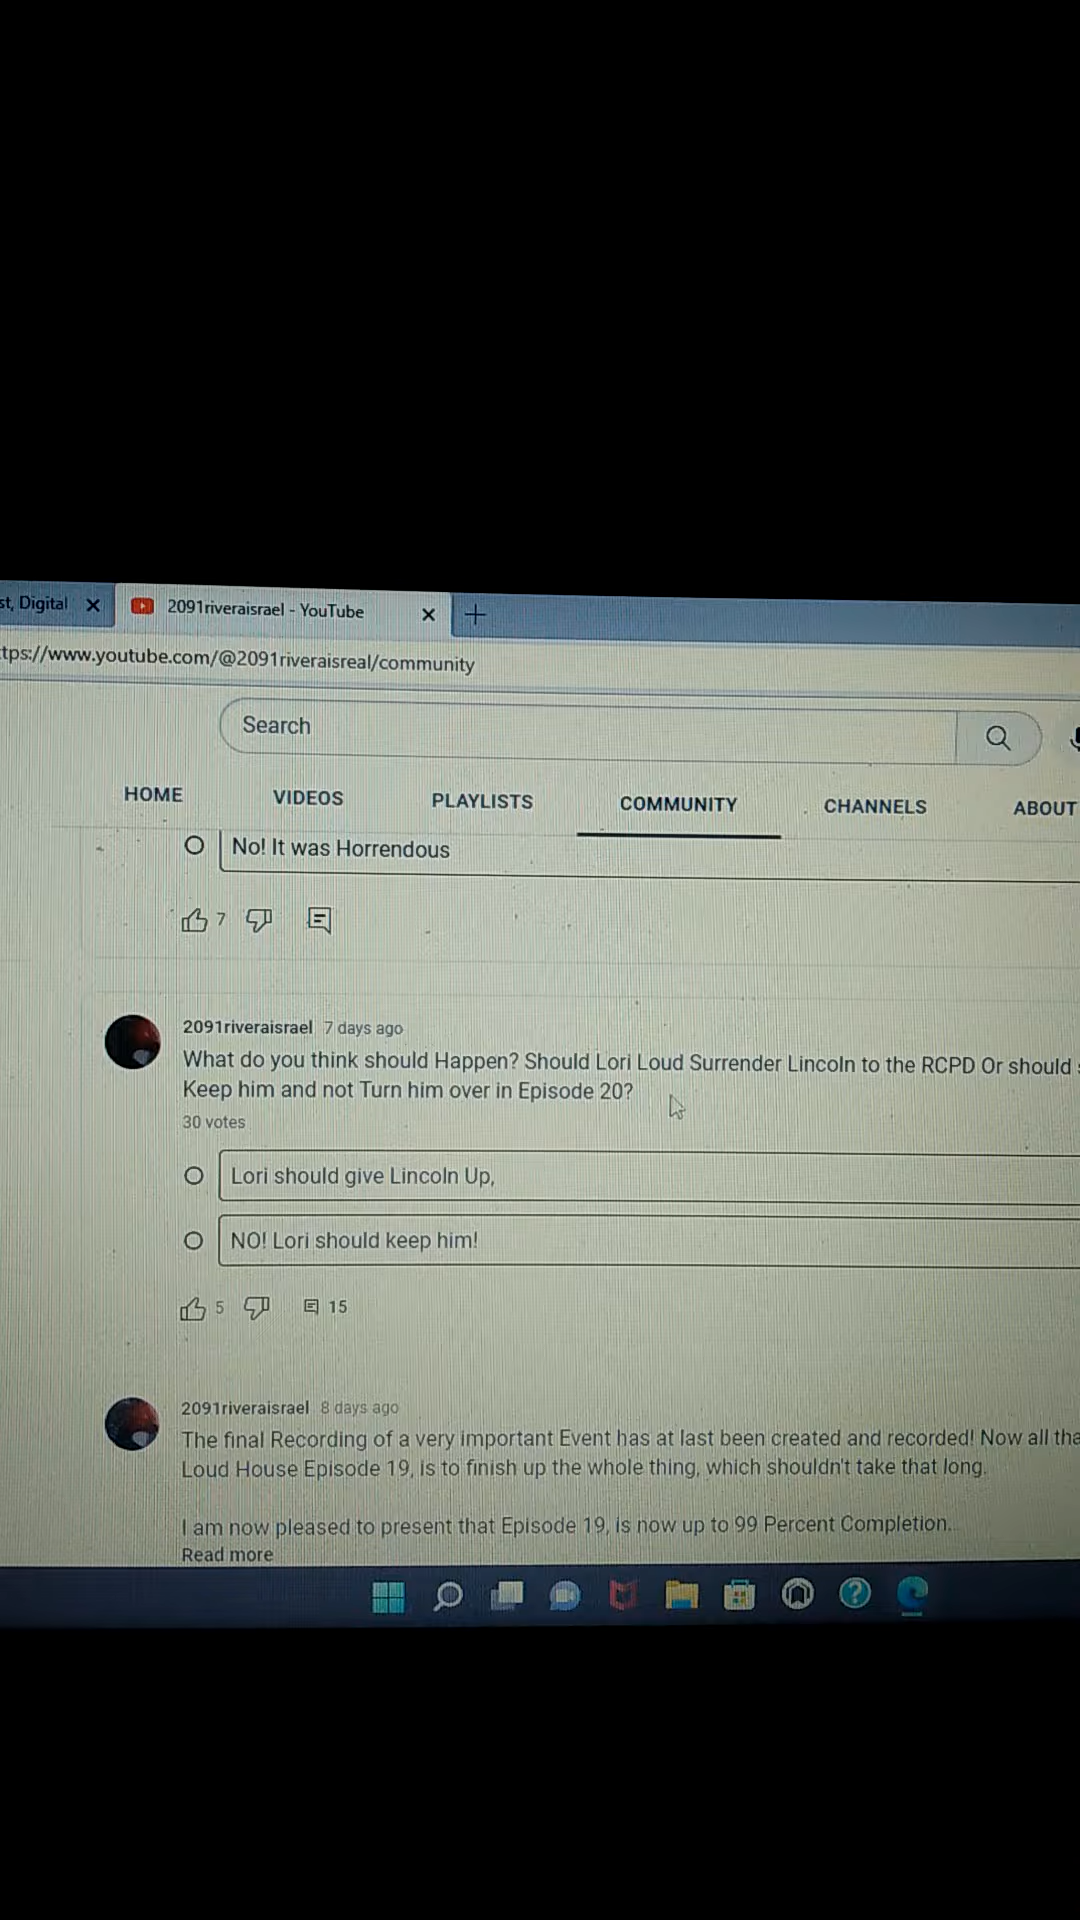 st, Digital
2091riveraisrael - YouTube
tps://www.youtube.com/@2091riveraisreal/community
Search
HOME VIDEOS PLAYLISTS COMMUNITY CHANNELS ABOUT
No! It was Horrendous
7
2091riveraisrael 7 days ago
What do you think should Happen? Should Lori Loud Surrender Lincoln to the RCPD Or should
Keep him and not Turn him over in Episode 20?
30 votes
Lori should give Lincoln Up,
NO! Lori should keep him!
5 15
2091riveraisrael 8 days ago
The final Recording of a very important Event has at last been created and recorded! Now all tha
Loud House Episode 19, is to finish up the whole thing, which shouldn't take that long.
I am now pleased to present that Episode 19, is now up to 99 Percent Completion..
Read more